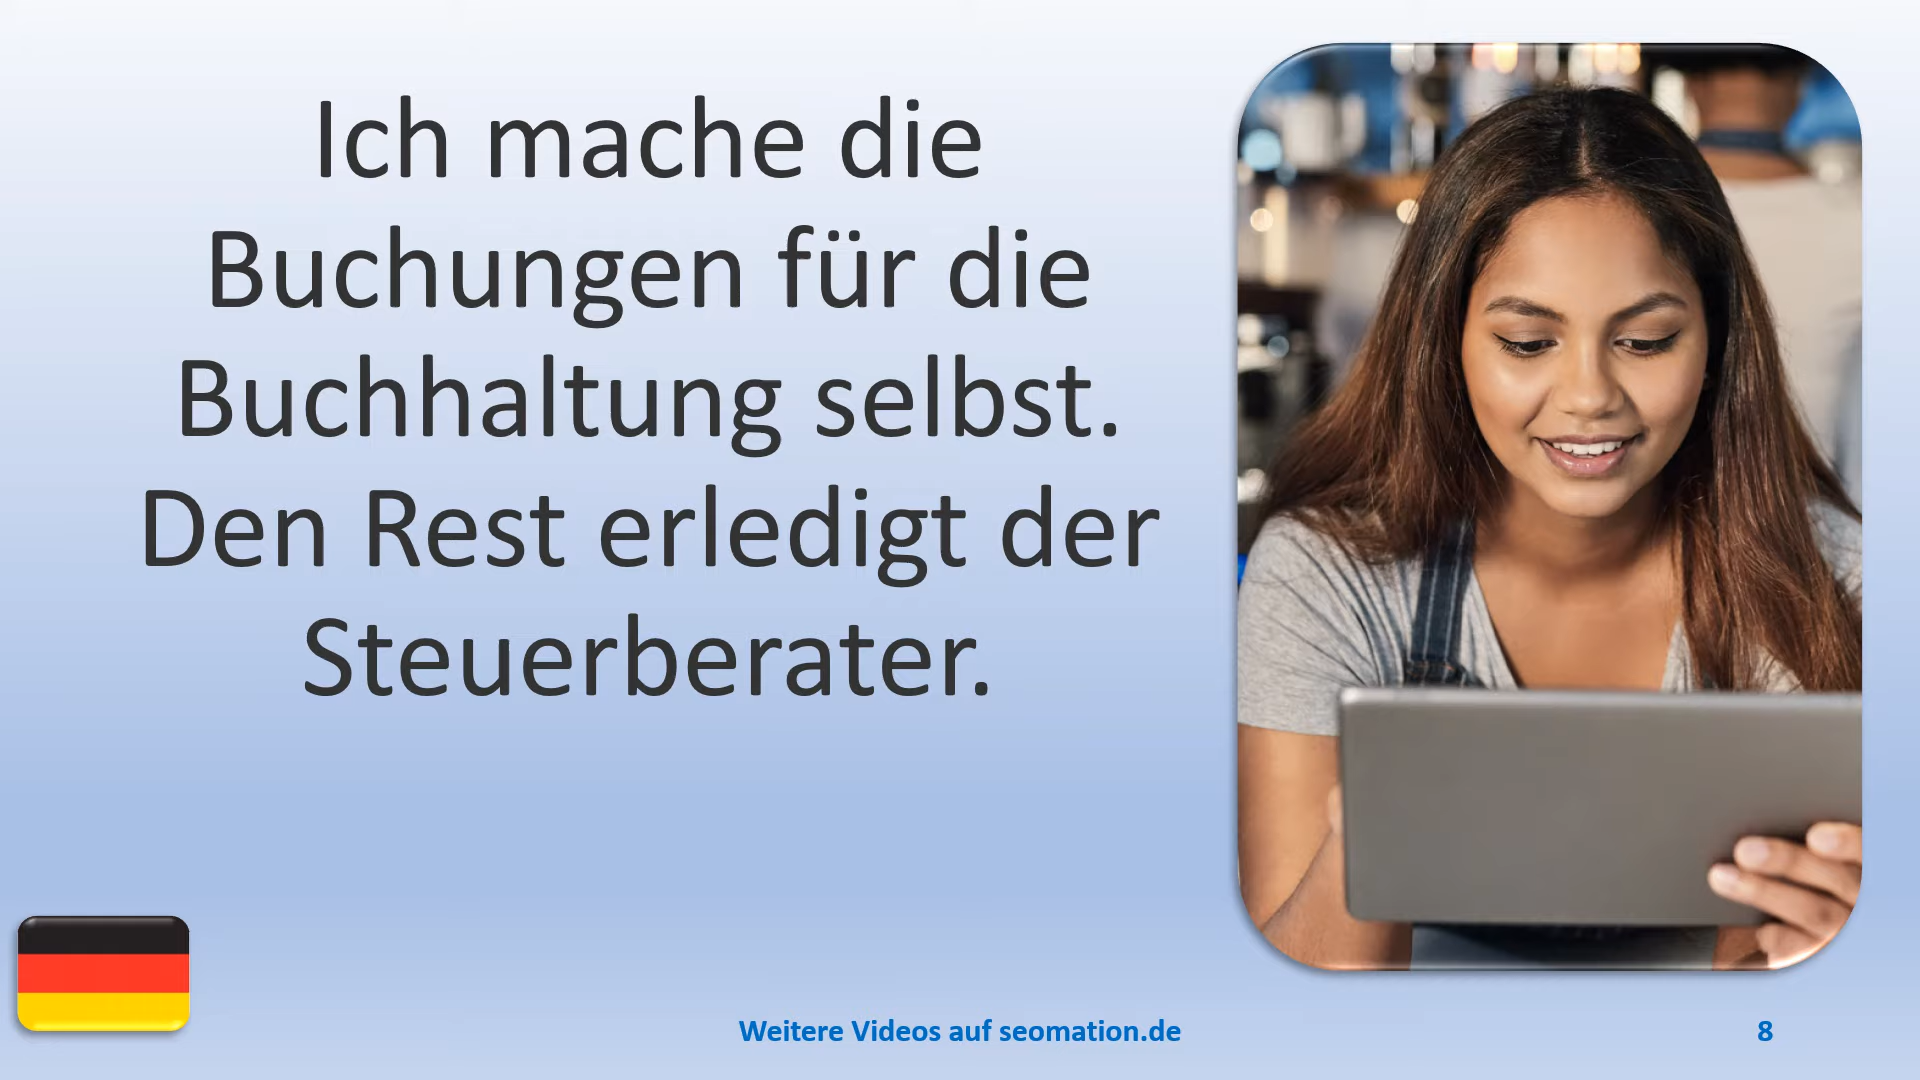 Ich mache die
Buchungen für die
Buchhaltung selbst.
Den Rest erledigt der
Steuerberater.
Weitere Videos auf seomation.de
8